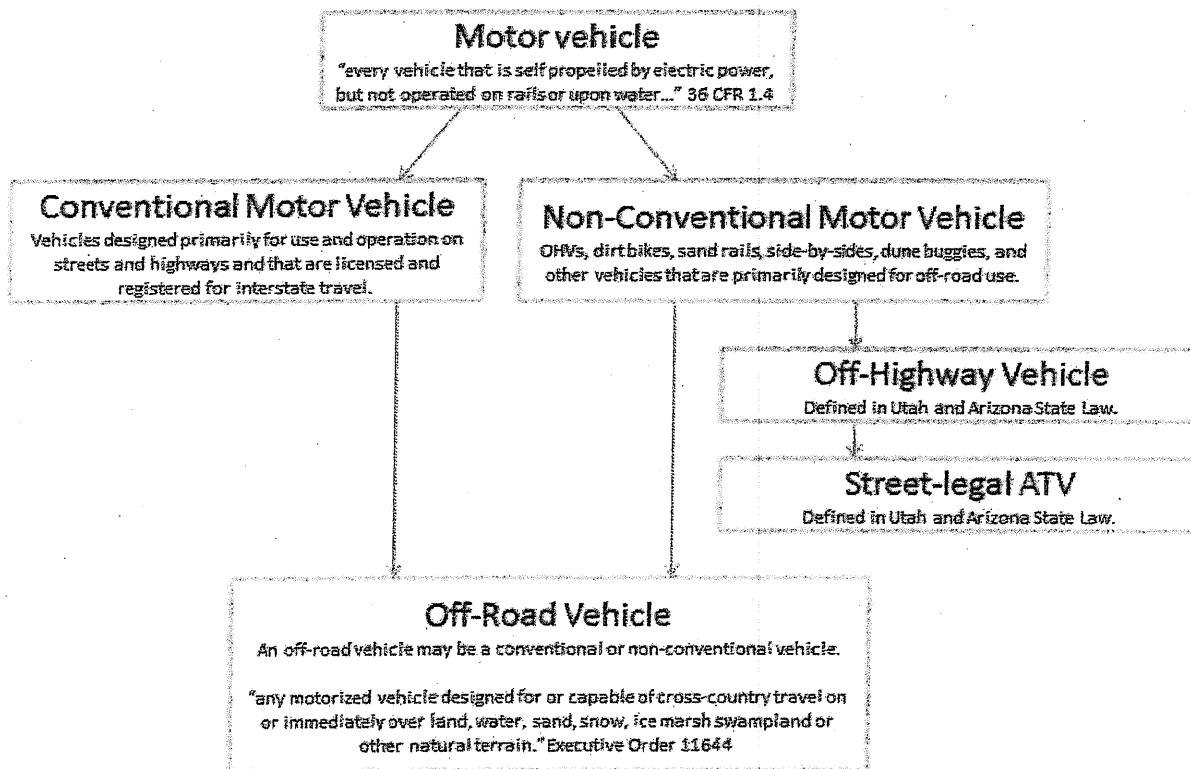 Motor vehicle
"every vehicle that is self propelled by electric power,
but not operated on rails or upon water..." 36 CFR 1.4
Conventional Motor Vehicle
Vehicles designed primarily for use and operation on
streets and highways and that are licensed and
registered for interstate travel.
Non-Conventional Motor Vehicle
OHVs, dirt bikes, sand rails, side-by-sides, dune buggies, and
other vehicles that are primarily designed for off-road use.
Off-Highway Vehicle
Defined in Utah and Arizona State Law.
Street-legal ATV
Defined in Utah and Arizona State Law.
Off-Road Vehicle
An off-road vehicle may be a conventional or non-conventional vehicle.
"any motorized vehicle designed for or capable of cross-country travel on
or immediately over land, water, sand, snow, ice marsh swampland or
other natural terrain." Executive Order 11644